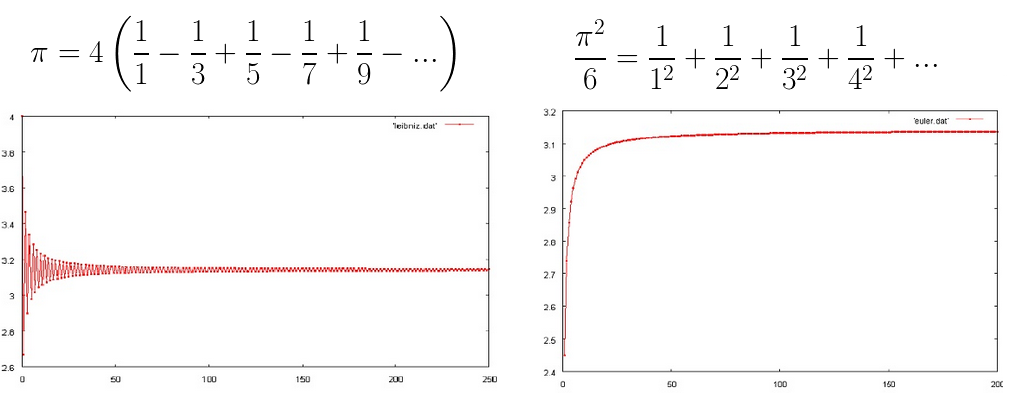 π = 4 ( 1/1 − 1/3 + 1/5 − 1/7 + 1/9 − ... )
π²/6 = 1/1² + 1/2² + 1/3² + 1/4² + ...
'leibniz.dat'
4
3.8
3.6
3.4
3.2
3
2.8
2.6
0 50 100 150 200 250
'euler.dat'
3.2
3.1
3
2.9
2.8
2.7
2.6
2.5
2.4
0 50 100 150 200